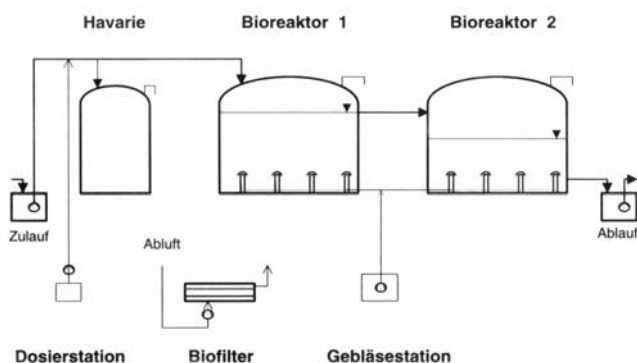 Havarie Bioreaktor 1 Bioreaktor 2
Zulauf
Ablauf
Abluft
Dosierstation Biofilter Gebläsestation